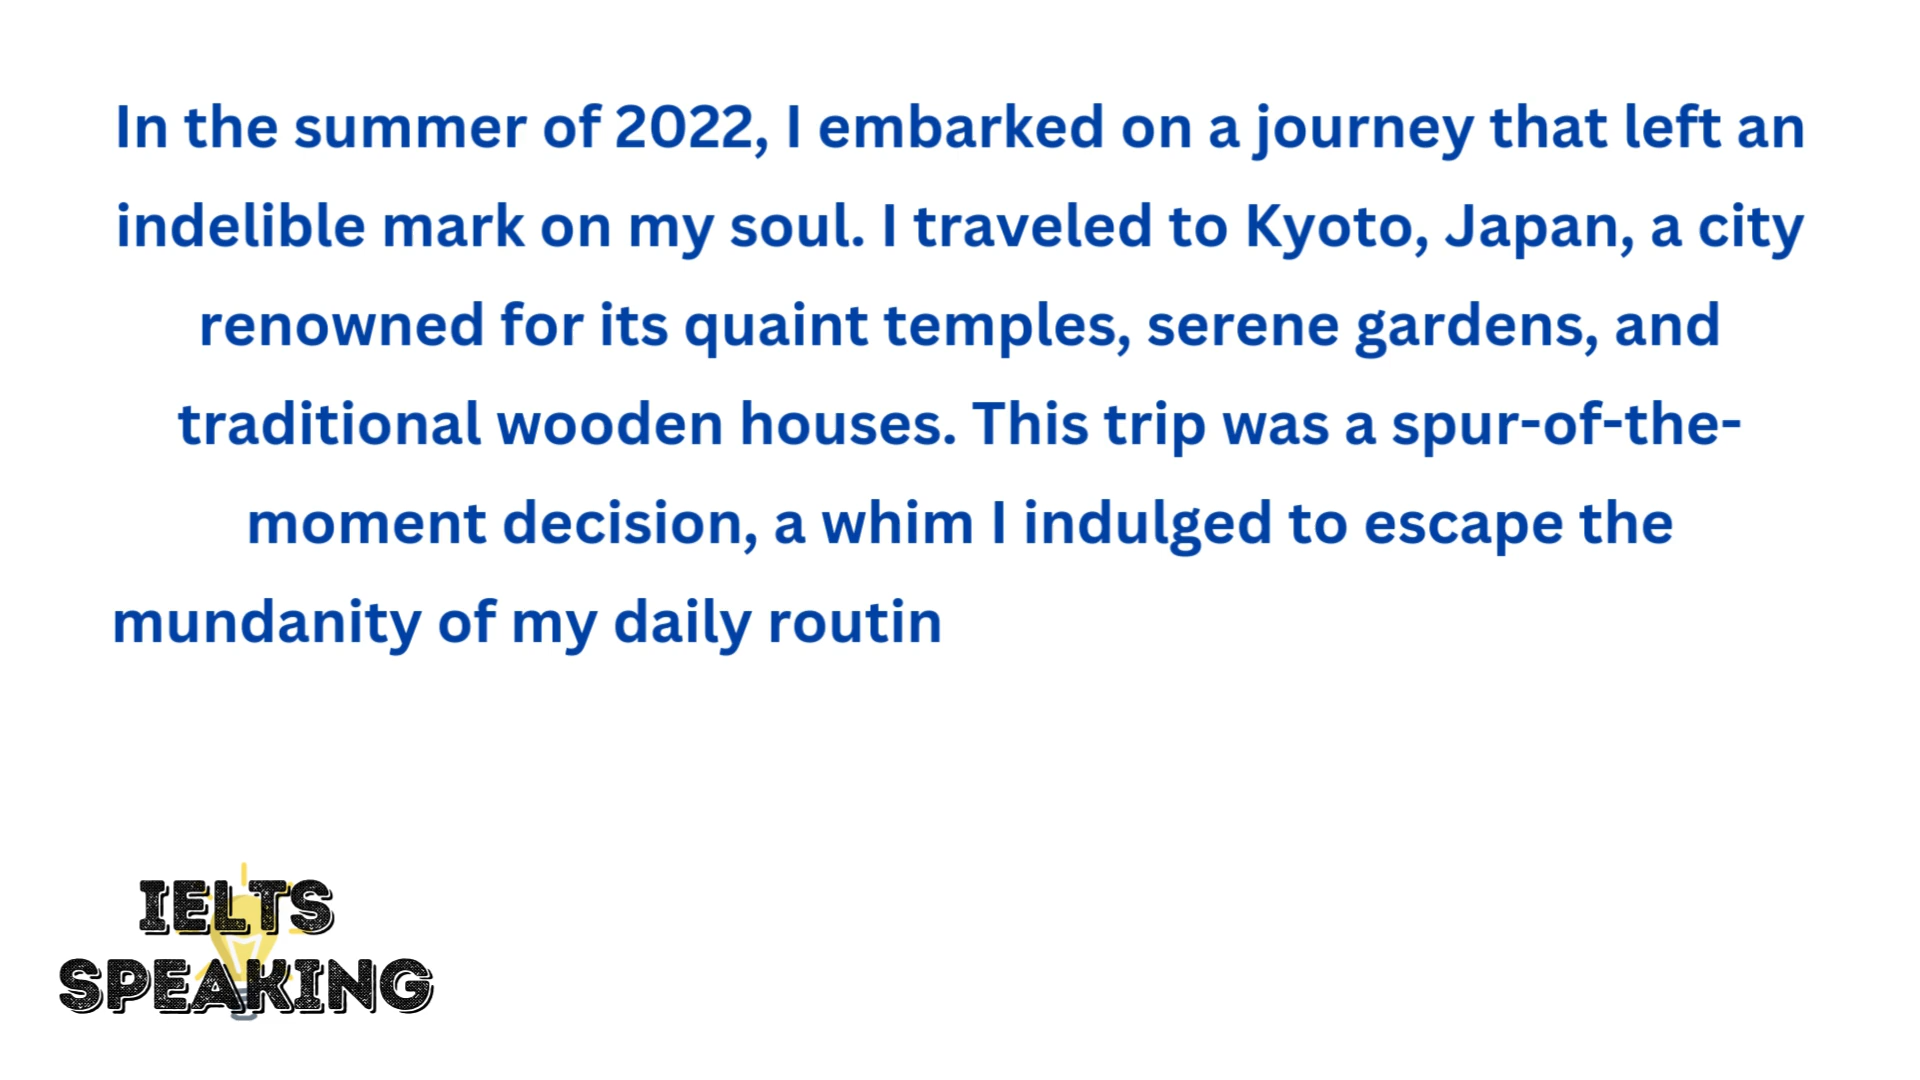 In the summer of 2022, I embarked on a journey that left an
indelible mark on my soul. I traveled to Kyoto, Japan, a city
renowned for its quaint temples, serene gardens, and
traditional wooden houses. This trip was a spur-of-the-
moment decision, a whim I indulged to escape the
mundanity of my daily routin
IELTS
SPEAKING